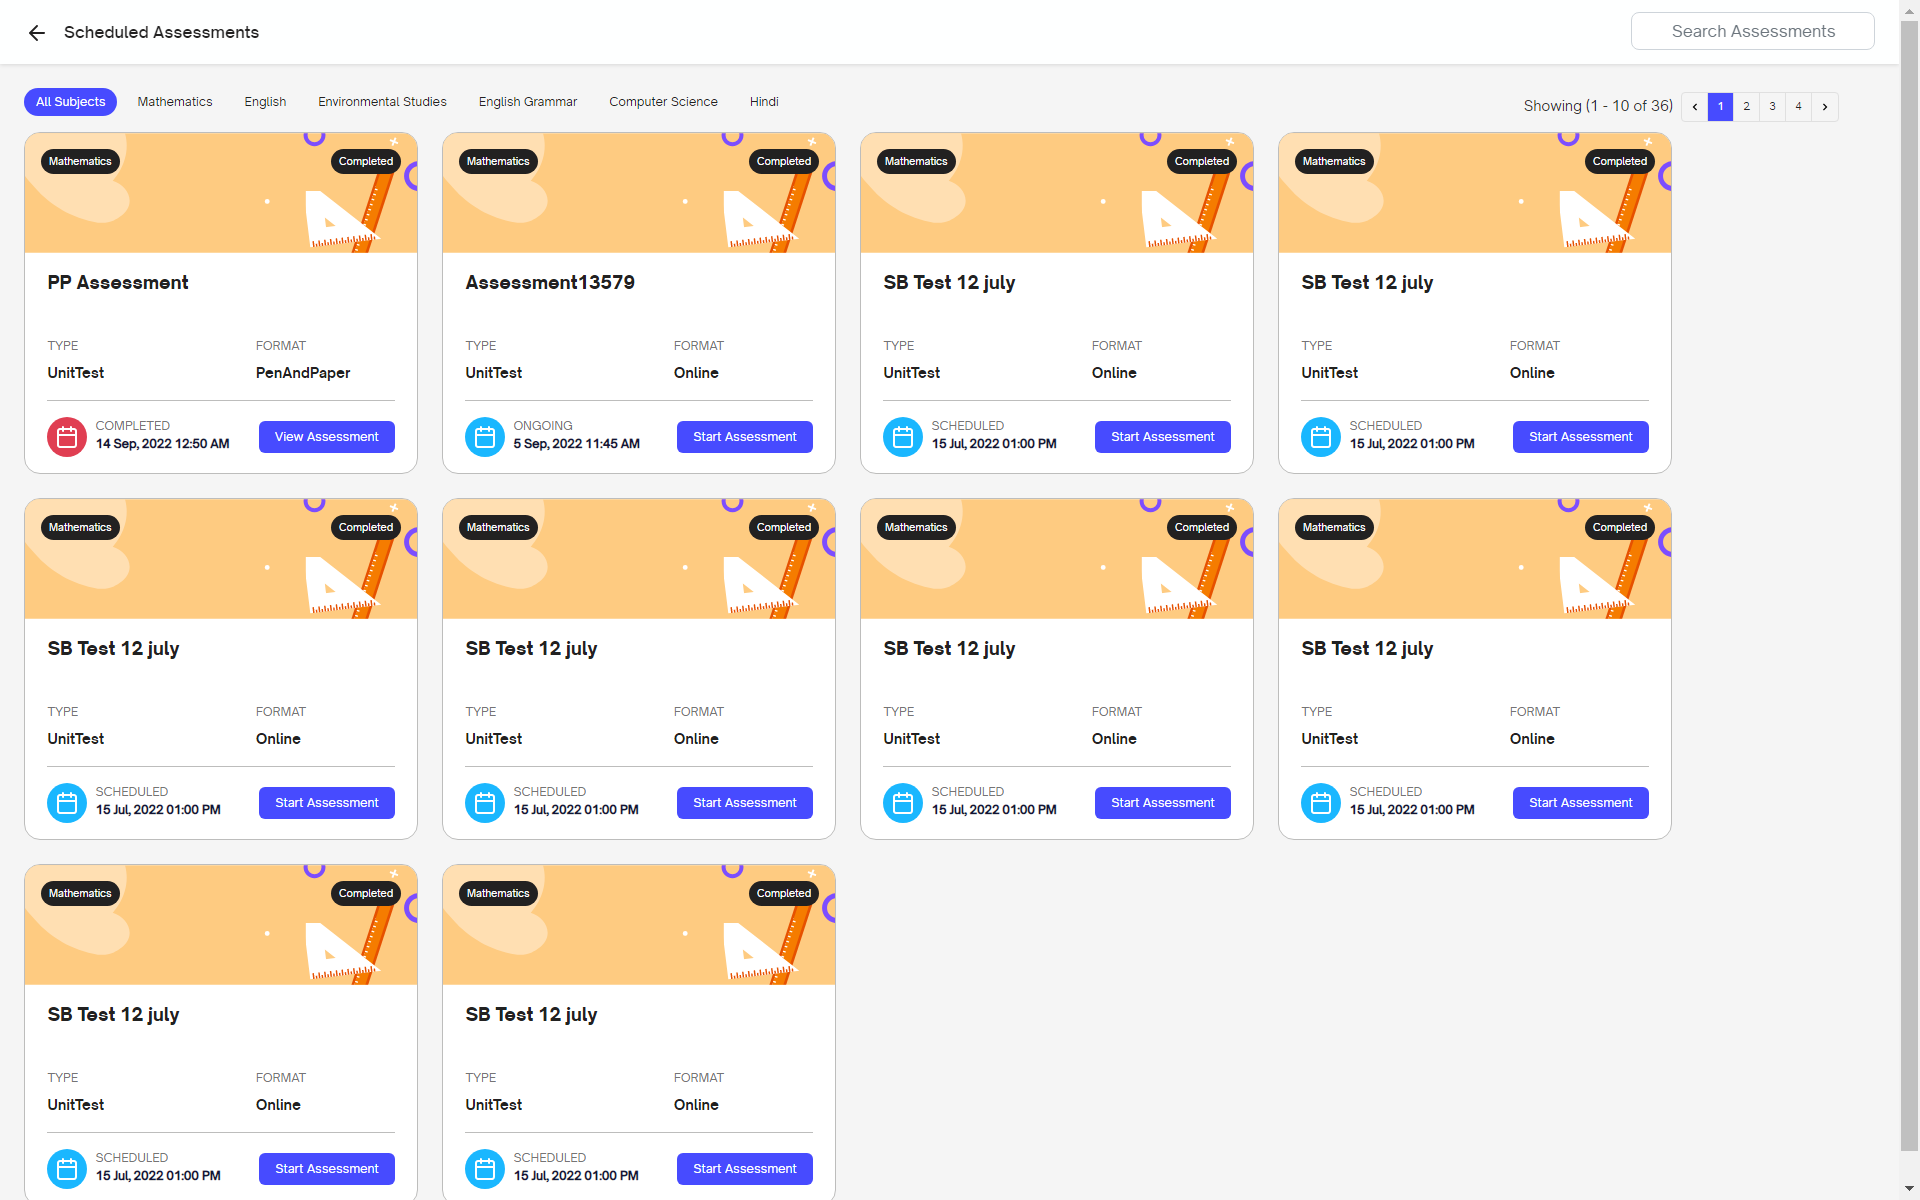 Scheduled Assessments
Search Assessments
All Subjects Mathematics English Environmental Studies English Grammar Computer Science Hindi
Showing (1 - 10 of 36) ‹ 1 2 3 4 ›
Mathematics Completed Mathematics Completed Mathematics Completed Mathematics Completed
PP Assessment Assessment13579 SB Test 12 july SB Test 12 july
TYPE FORMAT TYPE FORMAT TYPE FORMAT TYPE FORMAT
UnitTest PenAndPaper UnitTest Online UnitTest Online UnitTest Online
COMPLETED ONGOING SCHEDULED SCHEDULED
14 Sep, 2022 12:50 AM View Assessment 5 Sep, 2022 11:45 AM Start Assessment 15 Jul, 2022 01:00 PM Start Assessment 15 Jul, 2022 01:00 PM Start Assessment
Mathematics Completed Mathematics Completed Mathematics Completed Mathematics Completed
SB Test 12 july SB Test 12 july SB Test 12 july SB Test 12 july
TYPE FORMAT TYPE FORMAT TYPE FORMAT TYPE FORMAT
UnitTest Online UnitTest Online UnitTest Online UnitTest Online
SCHEDULED SCHEDULED SCHEDULED SCHEDULED
15 Jul, 2022 01:00 PM Start Assessment 15 Jul, 2022 01:00 PM Start Assessment 15 Jul, 2022 01:00 PM Start Assessment 15 Jul, 2022 01:00 PM Start Assessment
Mathematics Completed Mathematics Completed
SB Test 12 july SB Test 12 july
TYPE FORMAT TYPE FORMAT
UnitTest Online UnitTest Online
SCHEDULED SCHEDULED
15 Jul, 2022 01:00 PM Start Assessment 15 Jul, 2022 01:00 PM Start Assessment